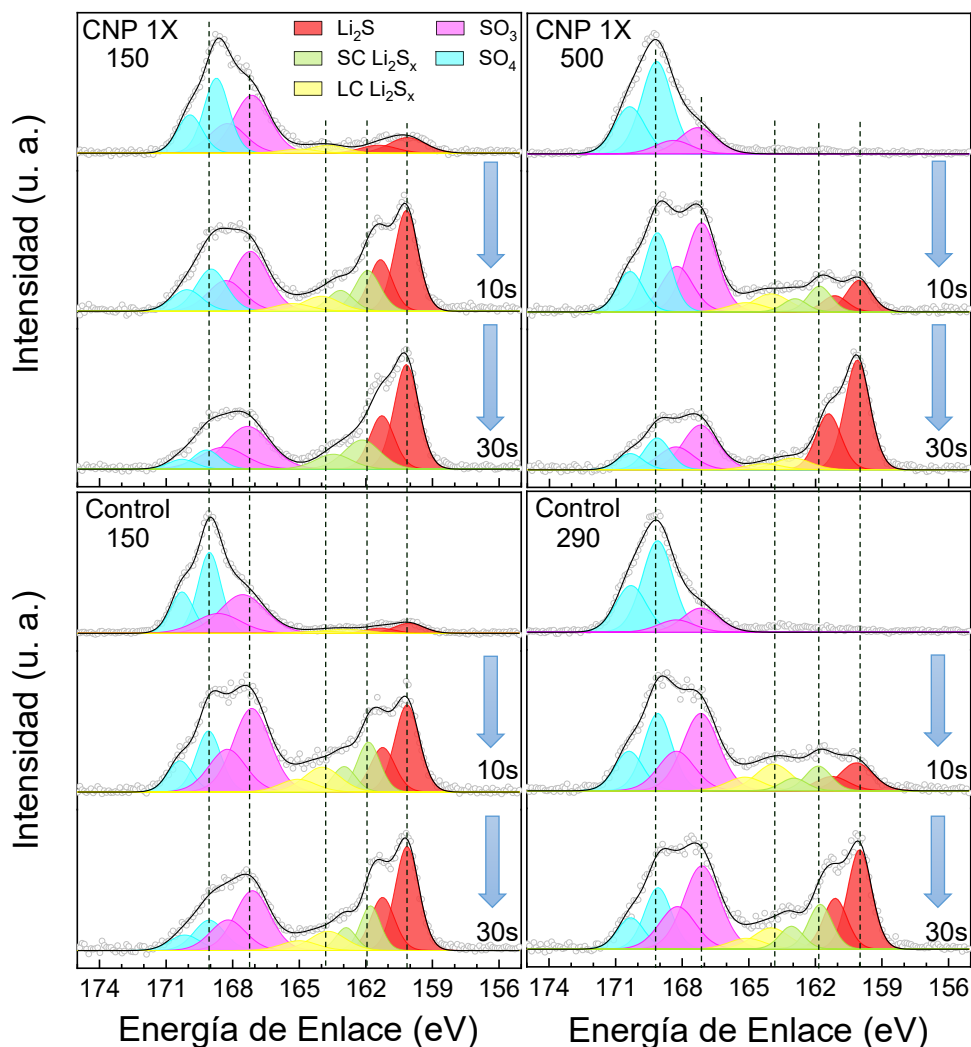 CNP 1X
150
Li₂S
SC Li₂Sₓ
LC Li₂Sₓ
SO₃
SO₄
10s
30s
CNP 1X
500
10s
30s
Control
150
10s
30s
Control
290
10s
30s
Intensidad (u. a.)
Intensidad (u. a.)
174 171 168 165 162 159 156
174 171 168 165 162 159 156
Energía de Enlace (eV)
Energía de Enlace (eV)